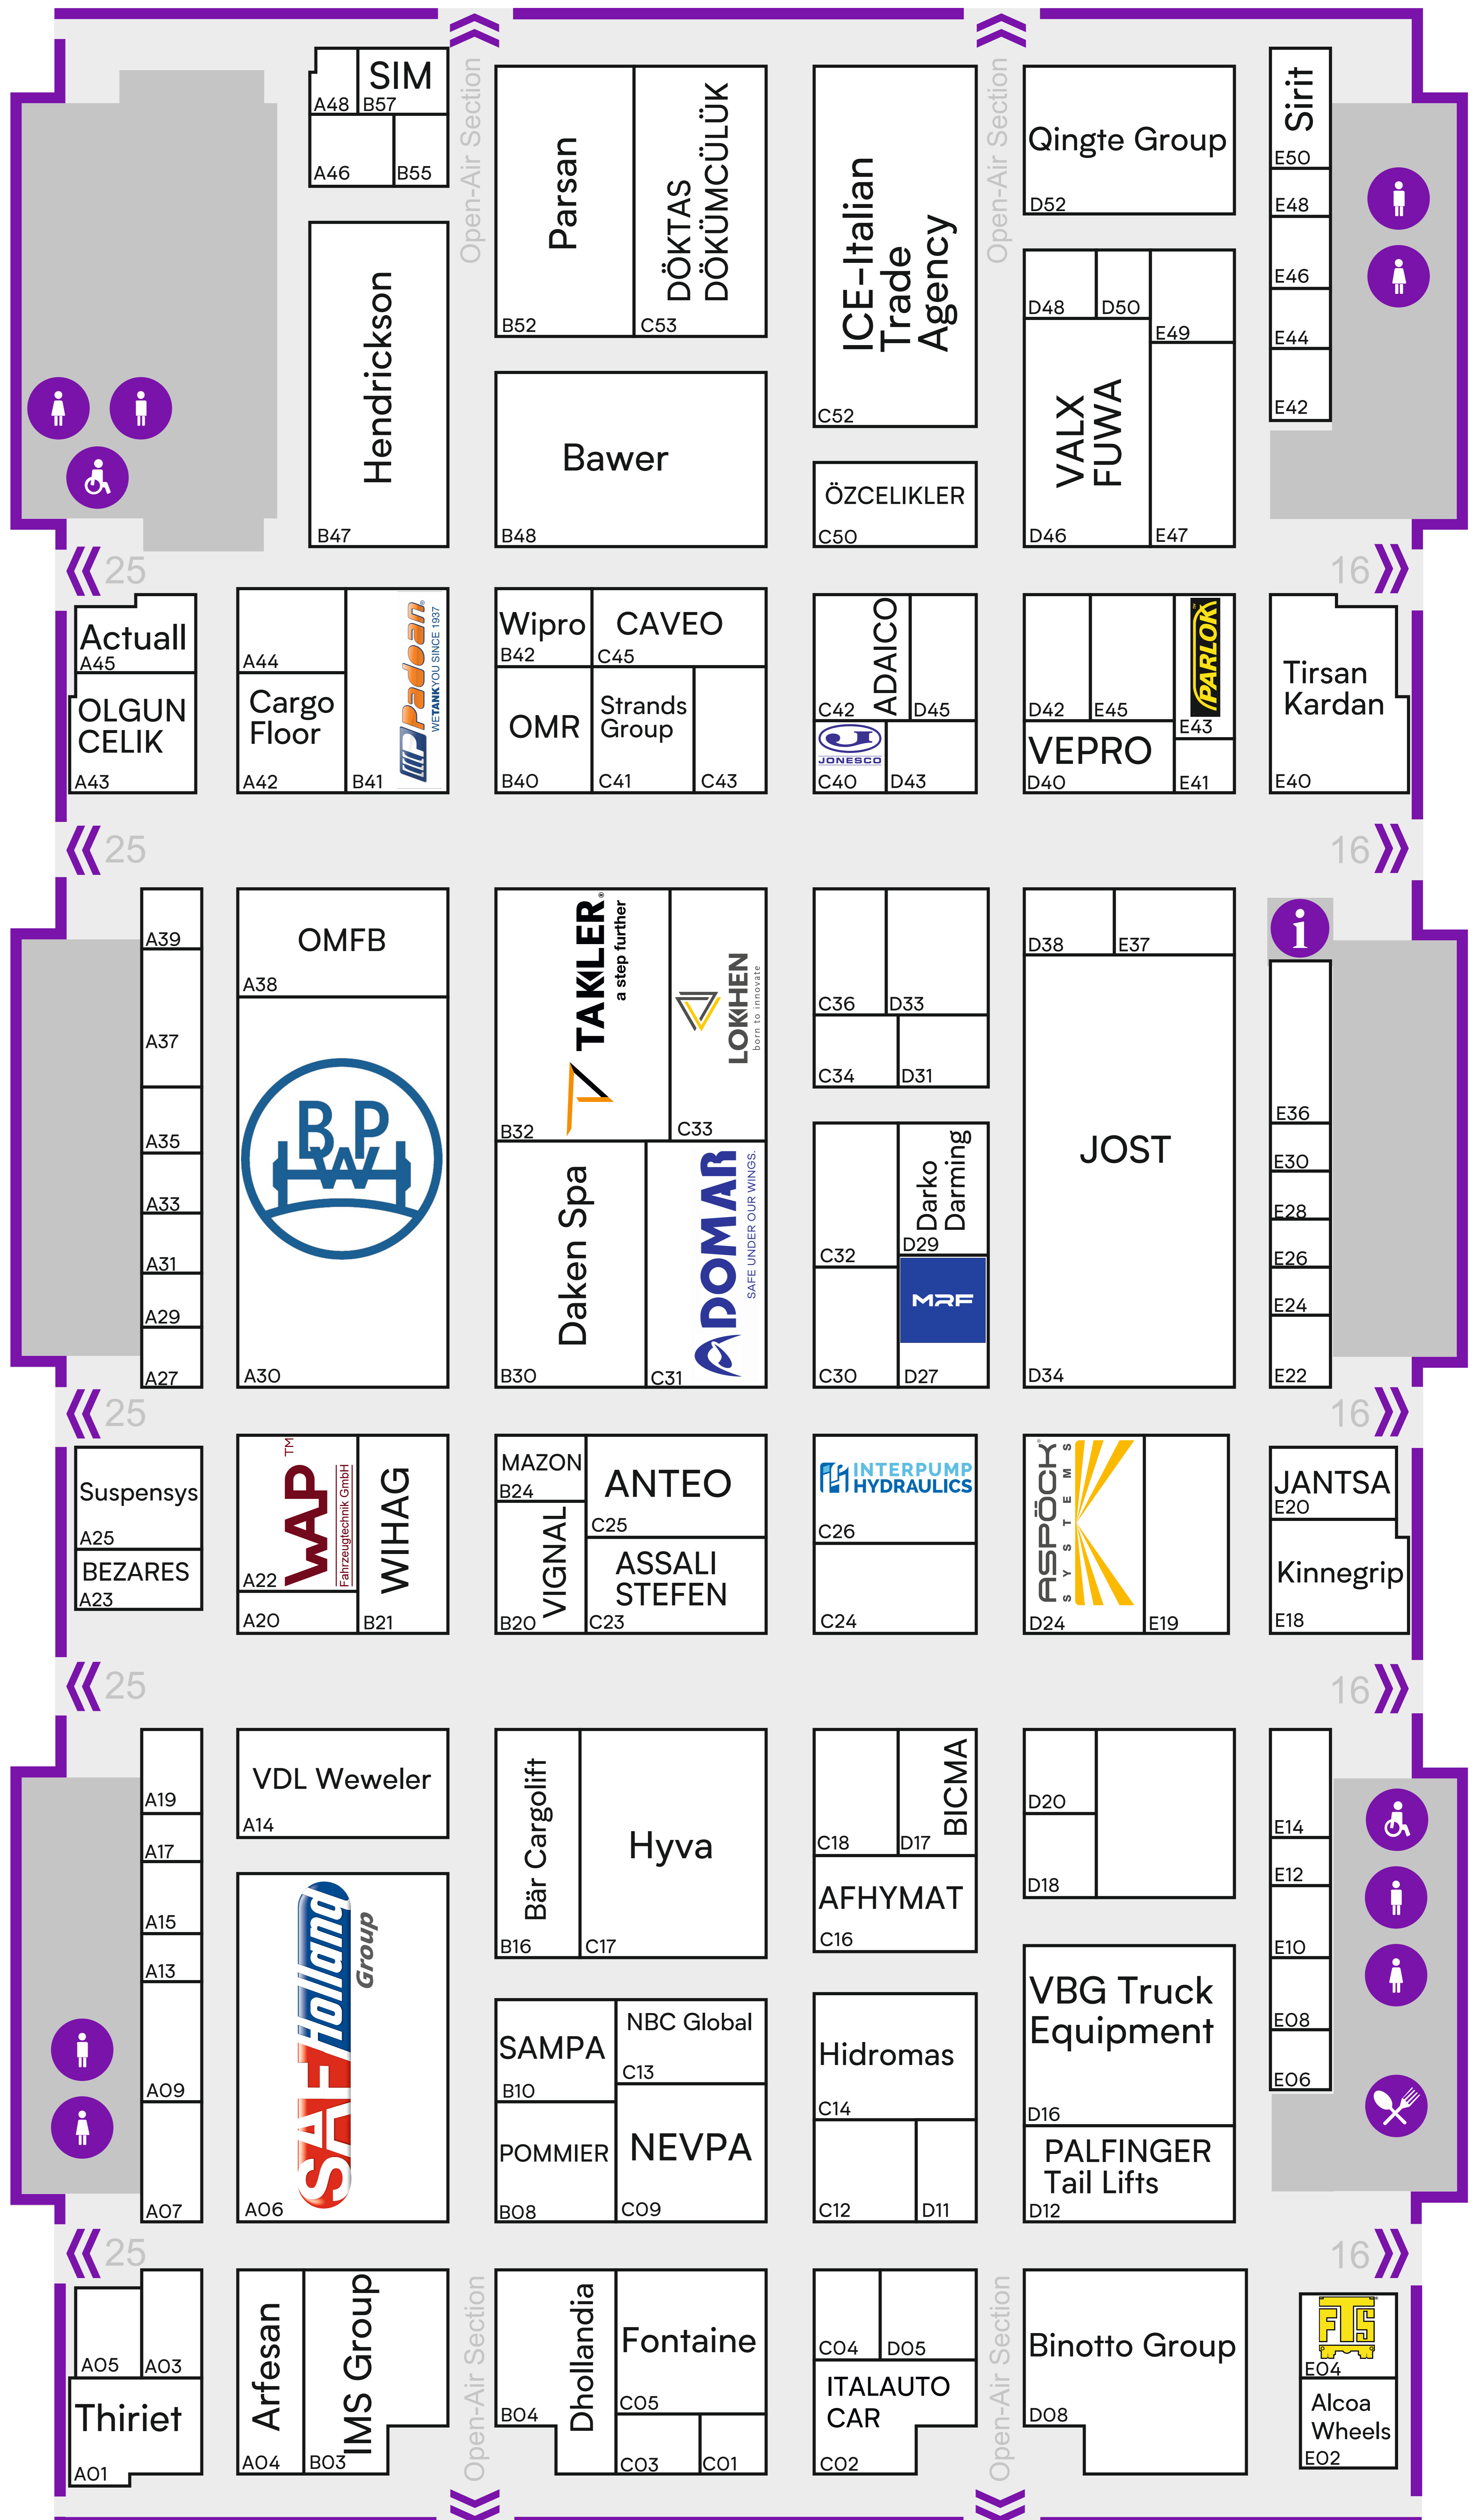 Open-Air Section
Open-Air Section
SIM
A48
B57
A46
B55
Hendrickson
B47
Parsan
B52
DÖKTAS
DÖKÜMCÜLÜK
C53
Bawer
B48
ICE-Italian
Trade
Agency
C52
ÖZCELIKLER
C50
Qingte Group
D52
D48
D50
E49
VALX
FUWA
D46
E47
Sirit
E50
E48
E46
E44
E42
25
16
Actuall
A45
OLGUN
CELIK
A43
A44
Cargo
Floor
A42
Padoan®
WETANKYOU SINCE 1937
B41
Wipro
B42
CAVEO
C45
OMR
B40
Strands
Group
C41
C43
C42
ADAICO
D45
JONESCO
C40
D43
D42
E45
PARLOK
E43
VEPRO
D40
E41
Tirsan
Kardan
E40
25
16
A39
A37
A35
A33
A31
A29
A27
OMFB
A38
BPW
A30
TAKLER®
a step further
B32
LOKHEN
born to innovate
C33
Daken Spa
B30
ADOMAR
SAFE UNDER OUR WINGS.
C31
C36
D33
C34
D31
C32
Darko
Darming
D29
C30
MRF
D27
D38
E37
JOST
D34
i
E36
E30
E28
E26
E24
E22
25
16
Suspensys
A25
BEZARES
A23
WAP™
Fahrzeugtechnik GmbH
A22
A20
WIHAG
B21
MAZON
B24
ANTEO
C25
VIGNAL
B20
ASSALI
STEFEN
C23
INTERPUMP
HYDRAULICS
C26
C24
ASPÖCK®
SYSTEMS
D24
E19
JANTSA
E20
Kinnegrip
E18
25
16
A19
A17
A15
A13
A09
A07
VDL Weweler
A14
SAF Holland
Group
A06
Bär Cargolift
B16
Hyva
C17
SAMPA
B10
NBC Global
C13
POMMIER
B08
NEVPA
C09
C18
BICMA
D17
AFHYMAT
C16
Hidromas
C14
C12
D11
D20
D18
VBG Truck
Equipment
D16
PALFINGER
Tail Lifts
D12
E14
E12
E10
E08
E06
25
16
A05
A03
Thiriet
A01
Arfesan
A04
IMS Group
B03
Open-Air Section
Dhollandia
B04
Fontaine
C05
C03
C01
C04
D05
ITALAUTO
CAR
C02
Open-Air Section
Binotto Group
D08
FTS
E04
Alcoa
Wheels
E02